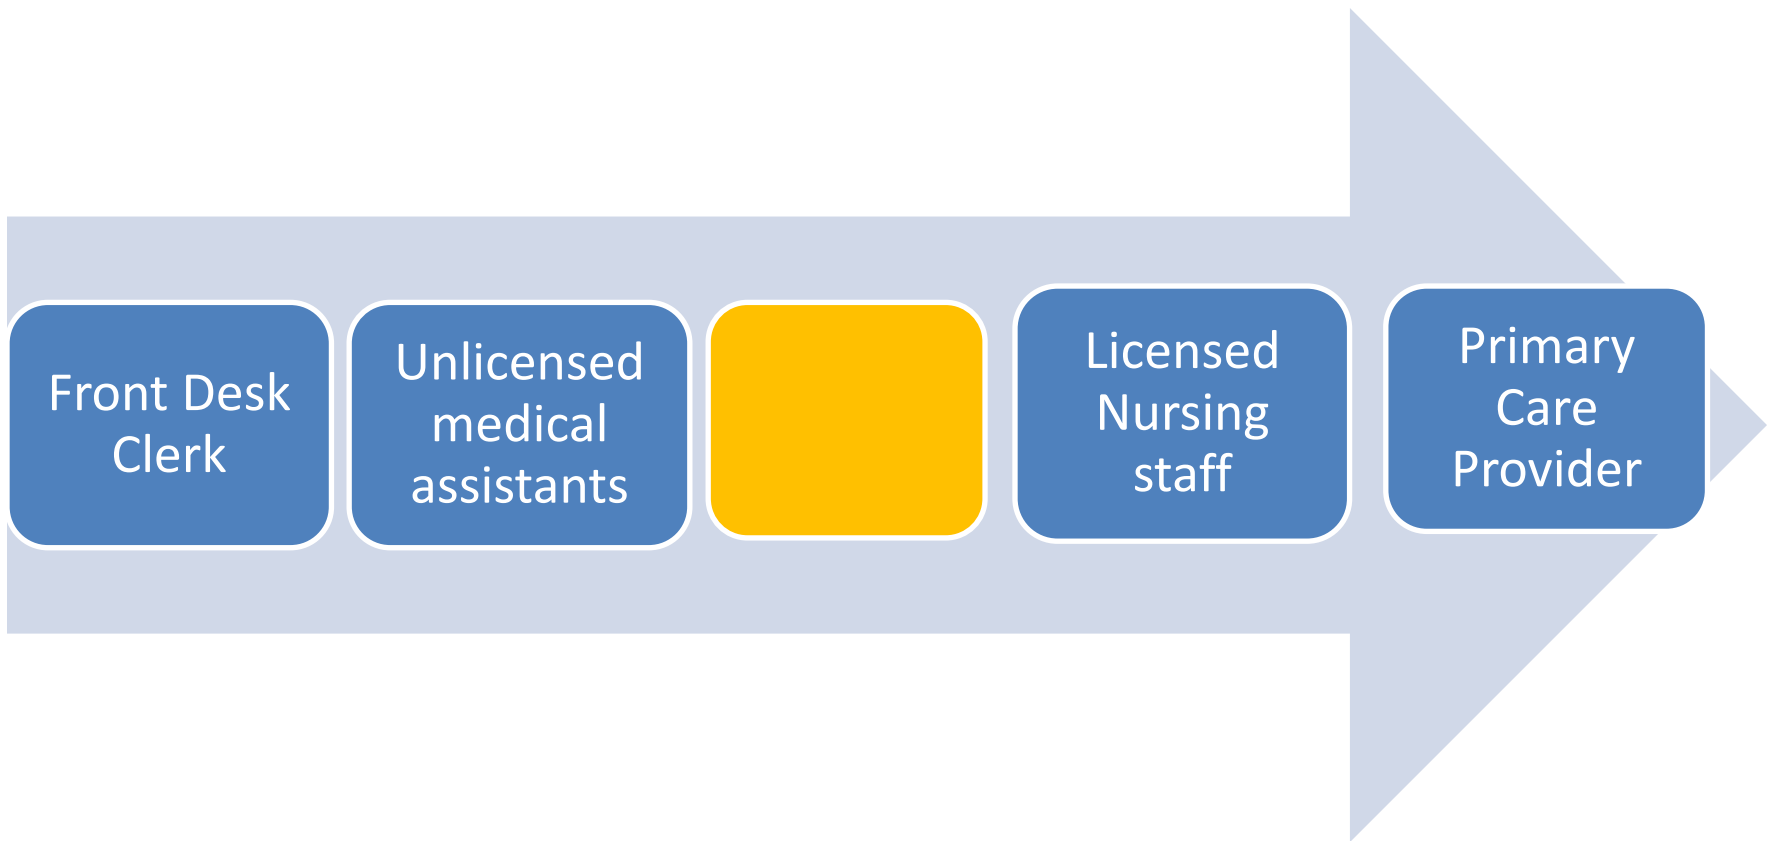 Front Desk
Clerk
Unlicensed
medical
assistants
Licensed
Nursing
staff
Primary
Care
Provider